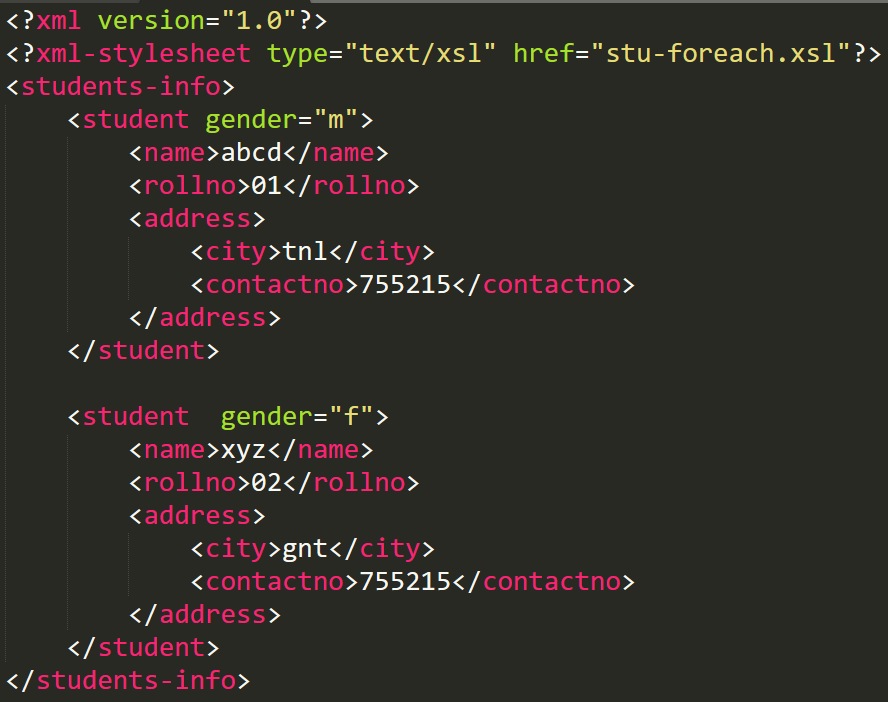 <?xml version="1.0"?>
<?xml-stylesheet type="text/xsl" href="stu-foreach.xsl"?>
<students-info>
    <student gender="m">
        <name>abcd</name>
        <rollno>01</rollno>
        <address>
            <city>tnl</city>
            <contactno>755215</contactno>
        </address>
    </student>

    <student  gender="f">
        <name>xyz</name>
        <rollno>02</rollno>
        <address>
            <city>gnt</city>
            <contactno>755215</contactno>
        </address>
    </student>
</students-info>